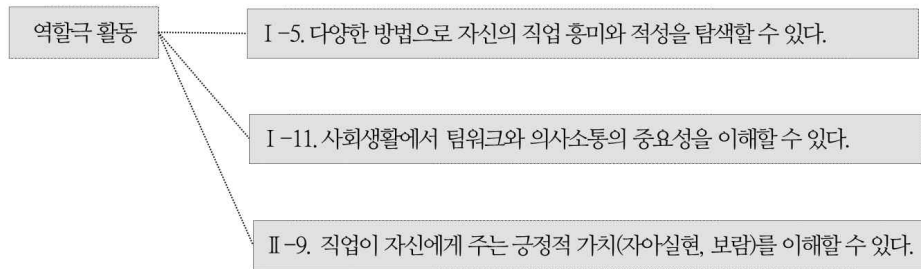 역할극 활동
Ⅰ-5. 다양한 방법으로 자신의 직업 흥미와 적성을 탐색할 수 있다.
Ⅰ-11. 사회생활에서 팀워크와 의사소통의 중요성을 이해할 수 있다.
Ⅱ-9. 직업이 자신에게 주는 긍정적 가치(자아실현, 보람)를 이해할 수 있다.